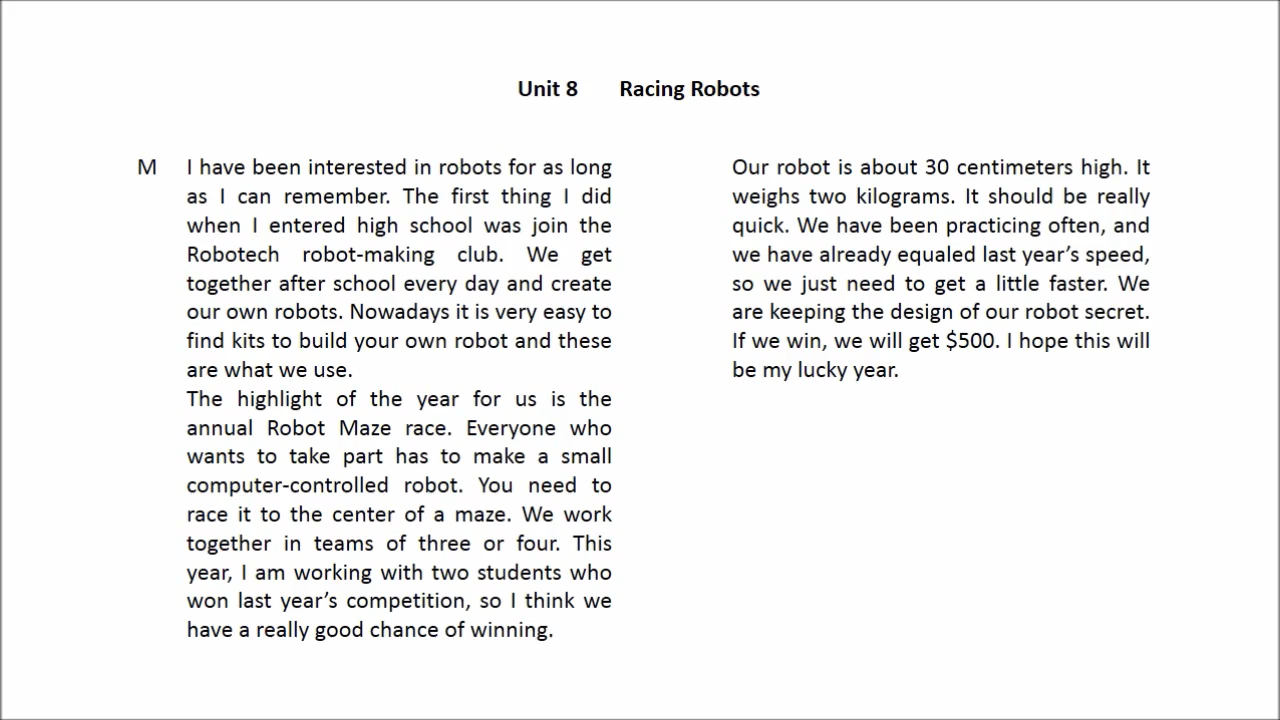 Unit 8 Racing Robots
M I have been interested in robots for as long
as I can remember. The first thing I did
when I entered high school was join the
Robotech robot-making club. We get
together after school every day and create
our own robots. Nowadays it is very easy to
find kits to build your own robot and these
are what we use.
The highlight of the year for us is the
annual Robot Maze race. Everyone who
wants to take part has to make a small
computer-controlled robot. You need to
race it to the center of a maze. We work
together in teams of three or four. This
year, I am working with two students who
won last year’s competition, so I think we
have a really good chance of winning.
Our robot is about 30 centimeters high. It
weighs two kilograms. It should be really
quick. We have been practicing often, and
we have already equaled last year’s speed,
so we just need to get a little faster. We
are keeping the design of our robot secret.
If we win, we will get $500. I hope this will
be my lucky year.